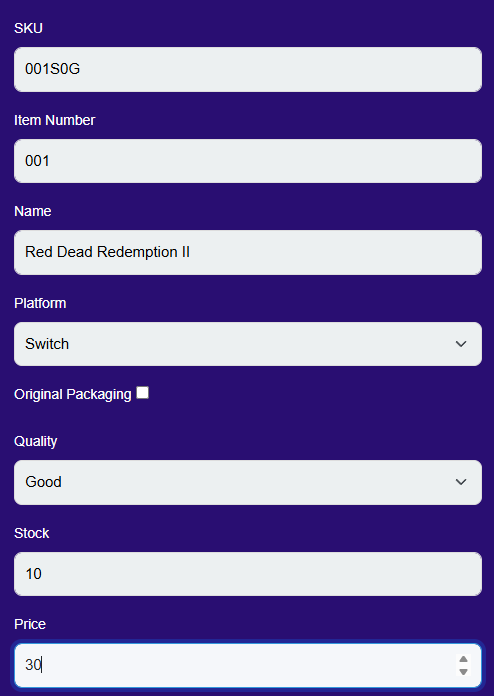 SKU
001S0G
Item Number
001
Name
Red Dead Redemption II
Platform
Switch
Original Packaging
Quality
Good
Stock
10
Price
30